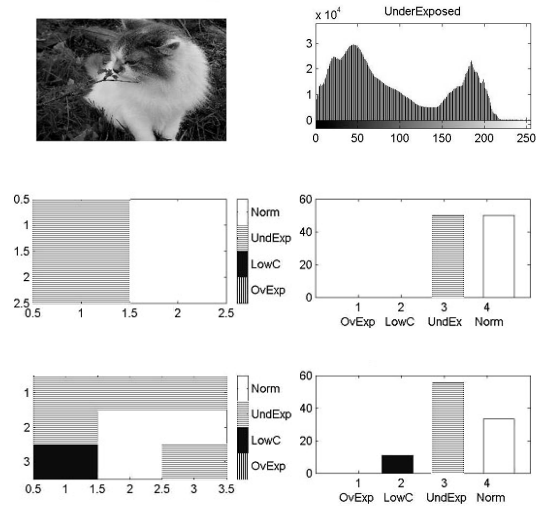 UnderExposed
x 10⁴
3
2
1
0
0 50 100 150 200 250
0.5
1
1.5
2
2.5
0.5 1 1.5 2 2.5
Norm
UndExp
LowC
OvExp
60
40
20
0
1 2 3 4
OvExp LowC UndEx Norm
1
2
3
0.5 1 1.5 2 2.5 3 3.5
Norm
UndExp
LowC
OvExp
60
40
20
0
1 2 3 4
OvExp LowC UndExp Norm